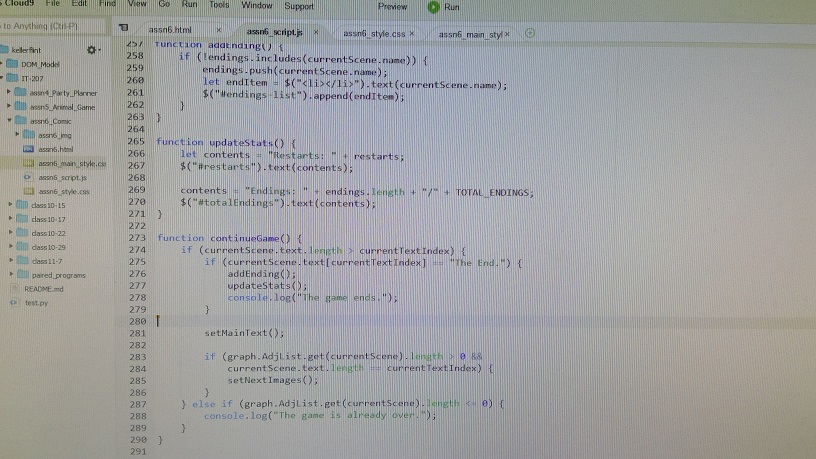 Cloud9 File Edit Find View Go Run Tools Window Support Preview Run
to Anything (Ctrl-P)
assn6.html × assn6_script.js × assn6_style.css × assn6_main_styl ×
kellerflint
DOM_Model
IT-207
assn4_Party_Planner
assn5_Animal_Game
assn6_Comic
assn6_img
assn6.html
assn6_main_style.css
assn6_script.js
assn6_style.css
class10-15
class10-17
class10-22
class10-29
class11-7
paired_programs
README.md
test.py
257 function addEnding() {
258 if (!endings.includes(currentScene.name)) {
259 endings.push(currentScene.name);
260 let endItem = $("<li></li>").text(currentScene.name);
261 $("#endings-list").append(endItem);
262 }
263 }
264
265 function updateStats() {
266 let contents = "Restarts: " + restarts;
267 $("#restarts").text(contents);
268
269 contents = "Endings: " + endings.length + "/" + TOTAL_ENDINGS;
270 $("#totalEndings").text(contents);
271 }
272
273 function continueGame() {
274 if (currentScene.text.length > currentTextIndex) {
275 if (currentScene.text[currentTextIndex] == "The End.") {
276 addEnding();
277 updateStats();
278 console.log("The game ends.");
279 }
280
281 setMainText();
282
283 if (graph.AdjList.get(currentScene).length > 0 &&
284 currentScene.text.length == currentTextIndex) {
285 setNextImages();
286 }
287 } else if (graph.AdjList.get(currentScene).length <= 0) {
288 console.log("The game is already over.");
289 }
290 }
291